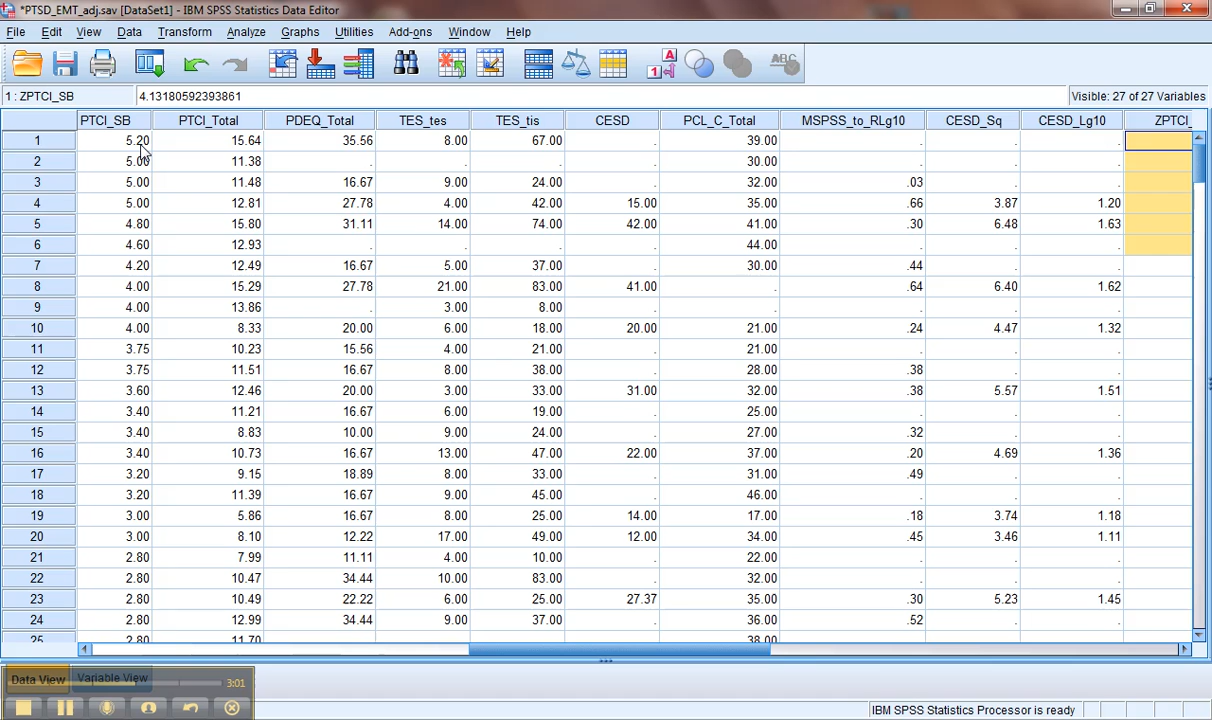 *PTSD_EMT_adj.sav [DataSet1] - IBM SPSS Statistics Data Editor
File Edit View Data Transform Analyze Graphs Utilities Add-ons Window Help
1 : ZPTCI_SB 4.13180592393861 Visible: 27 of 27 Variables
PTCI_SB PTCI_Total PDEQ_Total TES_tes TES_tis CESD PCL_C_Total MSPSS_to_RLg10 CESD_Sq CESD_Lg10 ZPTCI_
1 5.20 15.64 35.56 8.00 67.00 . 39.00 . . .
2 5.00 11.38 . . . . 30.00 . . .
3 5.00 11.48 16.67 9.00 24.00 . 32.00 .03 . .
4 5.00 12.81 27.78 4.00 42.00 15.00 35.00 .66 3.87 1.20
5 4.80 15.80 31.11 14.00 74.00 42.00 41.00 .30 6.48 1.63
6 4.60 12.93 . . . . 44.00 . . .
7 4.20 12.49 16.67 5.00 37.00 . 30.00 .44 . .
8 4.00 15.29 27.78 21.00 83.00 41.00 . .64 6.40 1.62
9 4.00 13.86 . 3.00 8.00 . . . . .
10 4.00 8.33 20.00 6.00 18.00 20.00 21.00 .24 4.47 1.32
11 3.75 10.23 15.56 4.00 21.00 . 21.00 . . .
12 3.75 11.51 16.67 8.00 38.00 . 28.00 .38 . .
13 3.60 12.46 20.00 3.00 33.00 31.00 32.00 .38 5.57 1.51
14 3.40 11.21 16.67 6.00 19.00 . 25.00 . . .
15 3.40 8.83 10.00 9.00 24.00 . 27.00 .32 . .
16 3.40 10.73 16.67 13.00 47.00 22.00 37.00 .20 4.69 1.36
17 3.20 9.15 18.89 8.00 33.00 . 31.00 .49 . .
18 3.20 11.39 16.67 9.00 45.00 . 46.00 . . .
19 3.00 5.86 16.67 8.00 25.00 14.00 17.00 .18 3.74 1.18
20 3.00 8.10 12.22 17.00 49.00 12.00 34.00 .45 3.46 1.11
21 2.80 7.99 11.11 4.00 10.00 . 22.00 . . .
22 2.80 10.47 34.44 10.00 83.00 . 32.00 . . .
23 2.80 10.49 22.22 6.00 25.00 27.37 35.00 .30 5.23 1.45
24 2.80 12.99 34.44 9.00 37.00 . 36.00 .52 . .
25 2.80 11.70 38.00
Data View Variable View
3:01
IBM SPSS Statistics Processor is ready